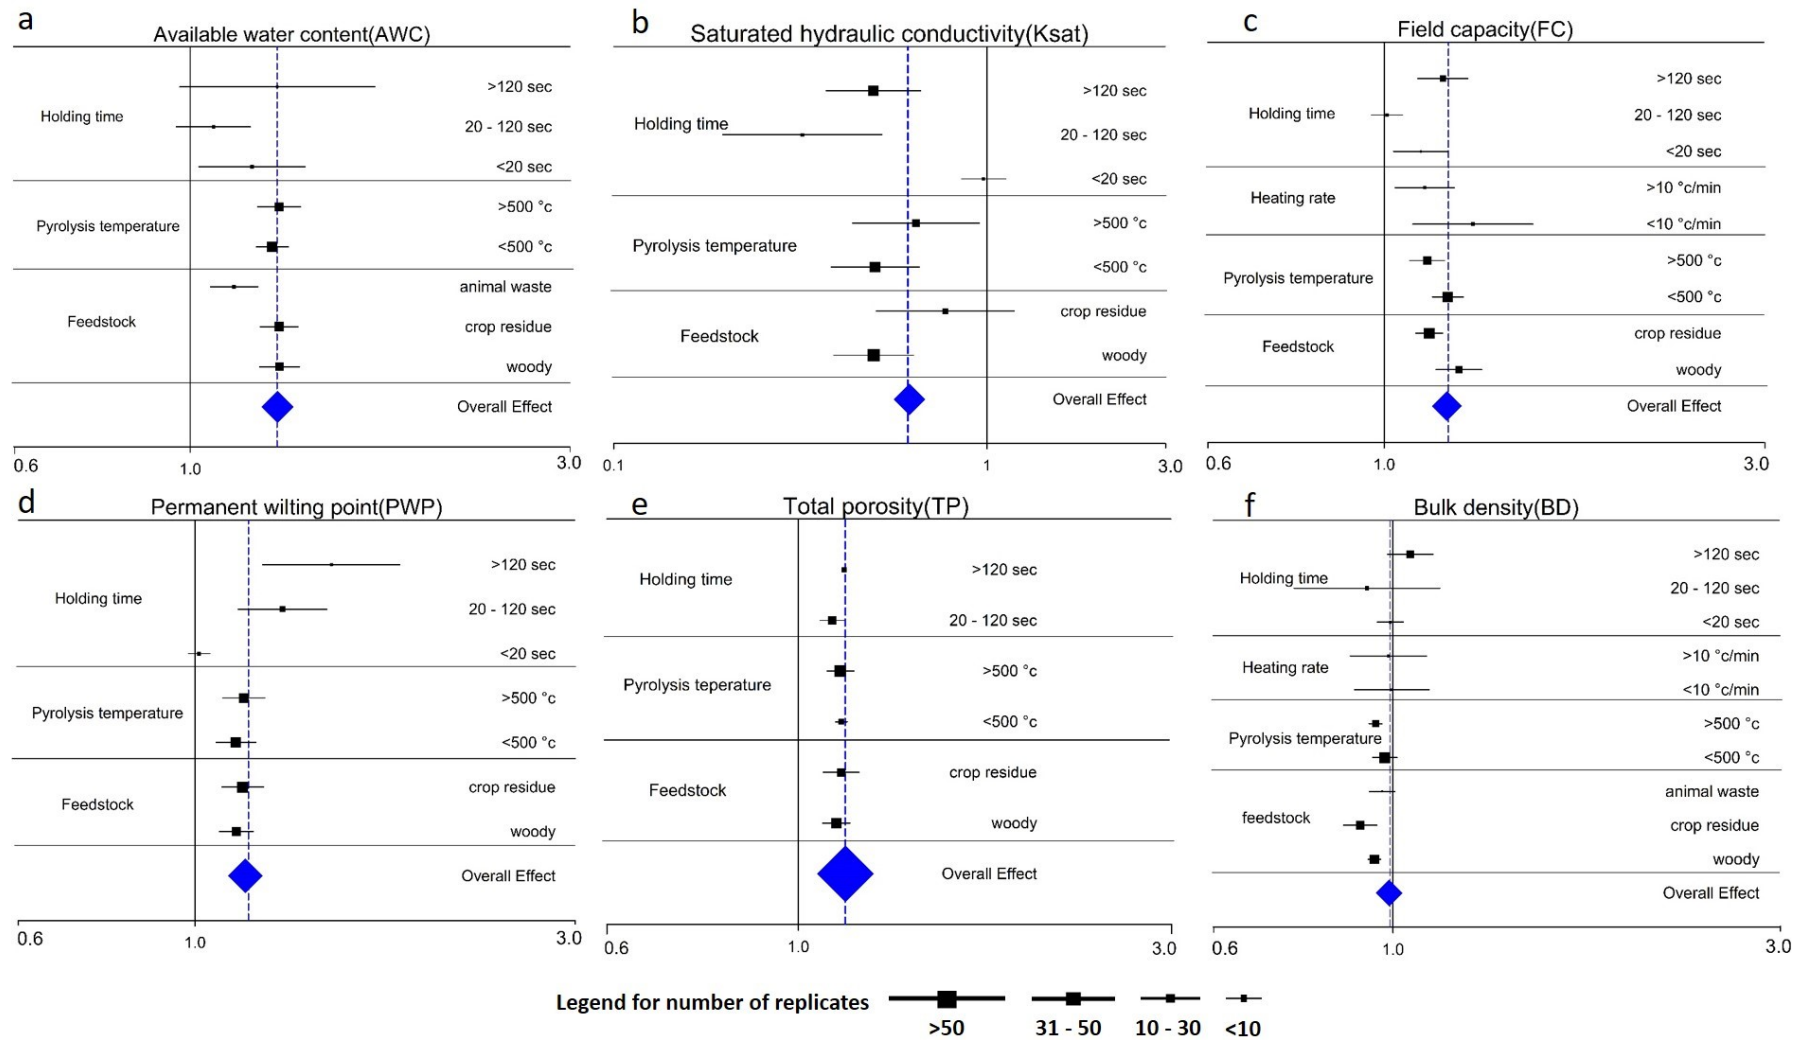 a
Available water content(AWC)
Holding time
>120 sec
20 - 120 sec
<20 sec
Pyrolysis temperature
>500 °c
<500 °c
Feedstock
animal waste
crop residue
woody
Overall Effect
0.6
1.0
3.0
b
Saturated hydraulic conductivity(Ksat)
Holding time
>120 sec
20 - 120 sec
<20 sec
Pyrolysis temperature
>500 °c
<500 °c
Feedstock
crop residue
woody
Overall Effect
0.1
1
3.0
c
Field capacity(FC)
Holding time
>120 sec
20 - 120 sec
<20 sec
Heating rate
>10 °c/min
<10 °c/min
Pyrolysis temperature
>500 °c
<500 °c
Feedstock
crop residue
woody
Overall Effect
0.6
1.0
3.0
d
Permanent wilting point(PWP)
Holding time
>120 sec
20 - 120 sec
<20 sec
Pyrolysis temperature
>500 °c
<500 °c
Feedstock
crop residue
woody
Overall Effect
0.6
1.0
3.0
e
Total porosity(TP)
Holding time
>120 sec
20 - 120 sec
Pyrolysis teperature
>500 °c
<500 °c
Feedstock
crop residue
woody
Overall Effect
0.6
1.0
3.0
f
Bulk density(BD)
Holding time
>120 sec
20 - 120 sec
<20 sec
Heating rate
>10 °c/min
<10 °c/min
Pyrolysis temperature
>500 °c
<500 °c
feedstock
animal waste
crop residue
woody
Overall Effect
0.6
1.0
3.0
Legend for number of replicates
>50
31 - 50
10 - 30
<10